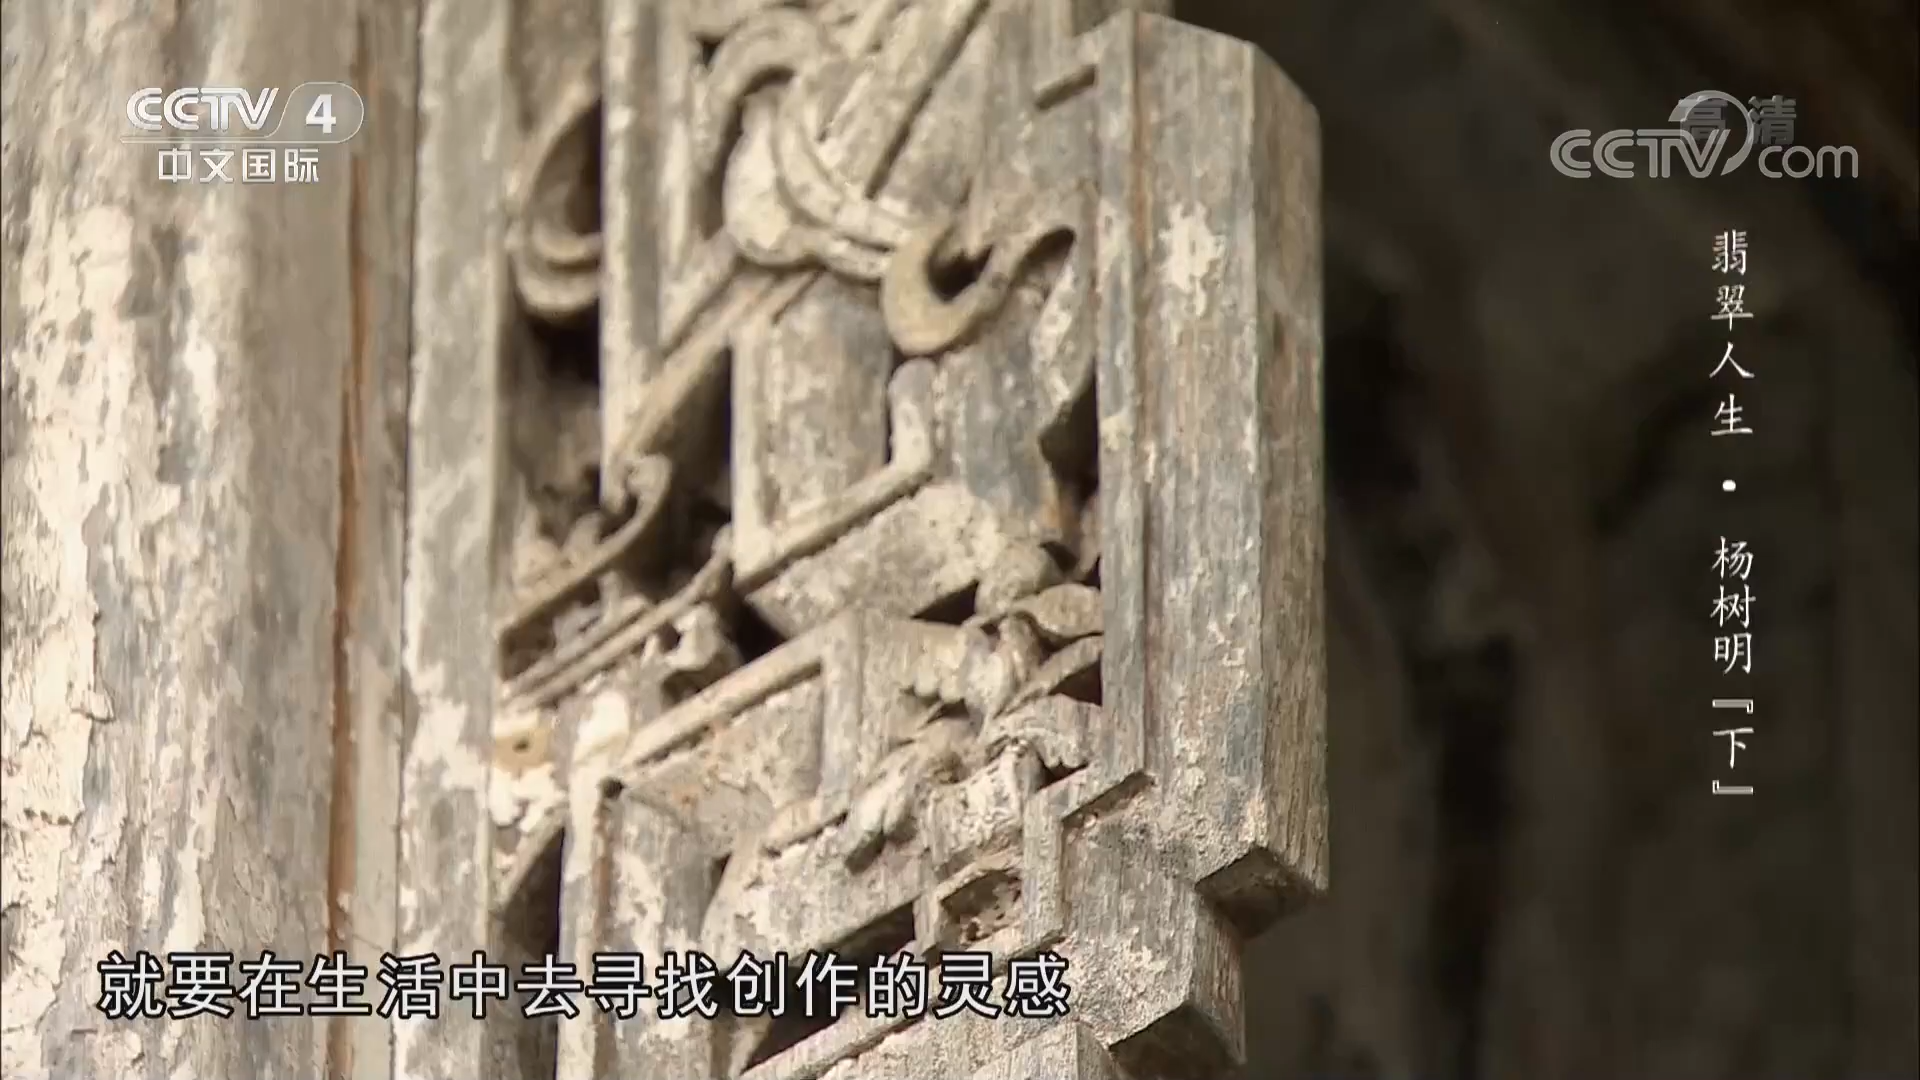 CCTV 4
中文国际
高清
CCTV.com
翡翠人生·杨树明『下』
就要在生活中去寻找创作的灵感